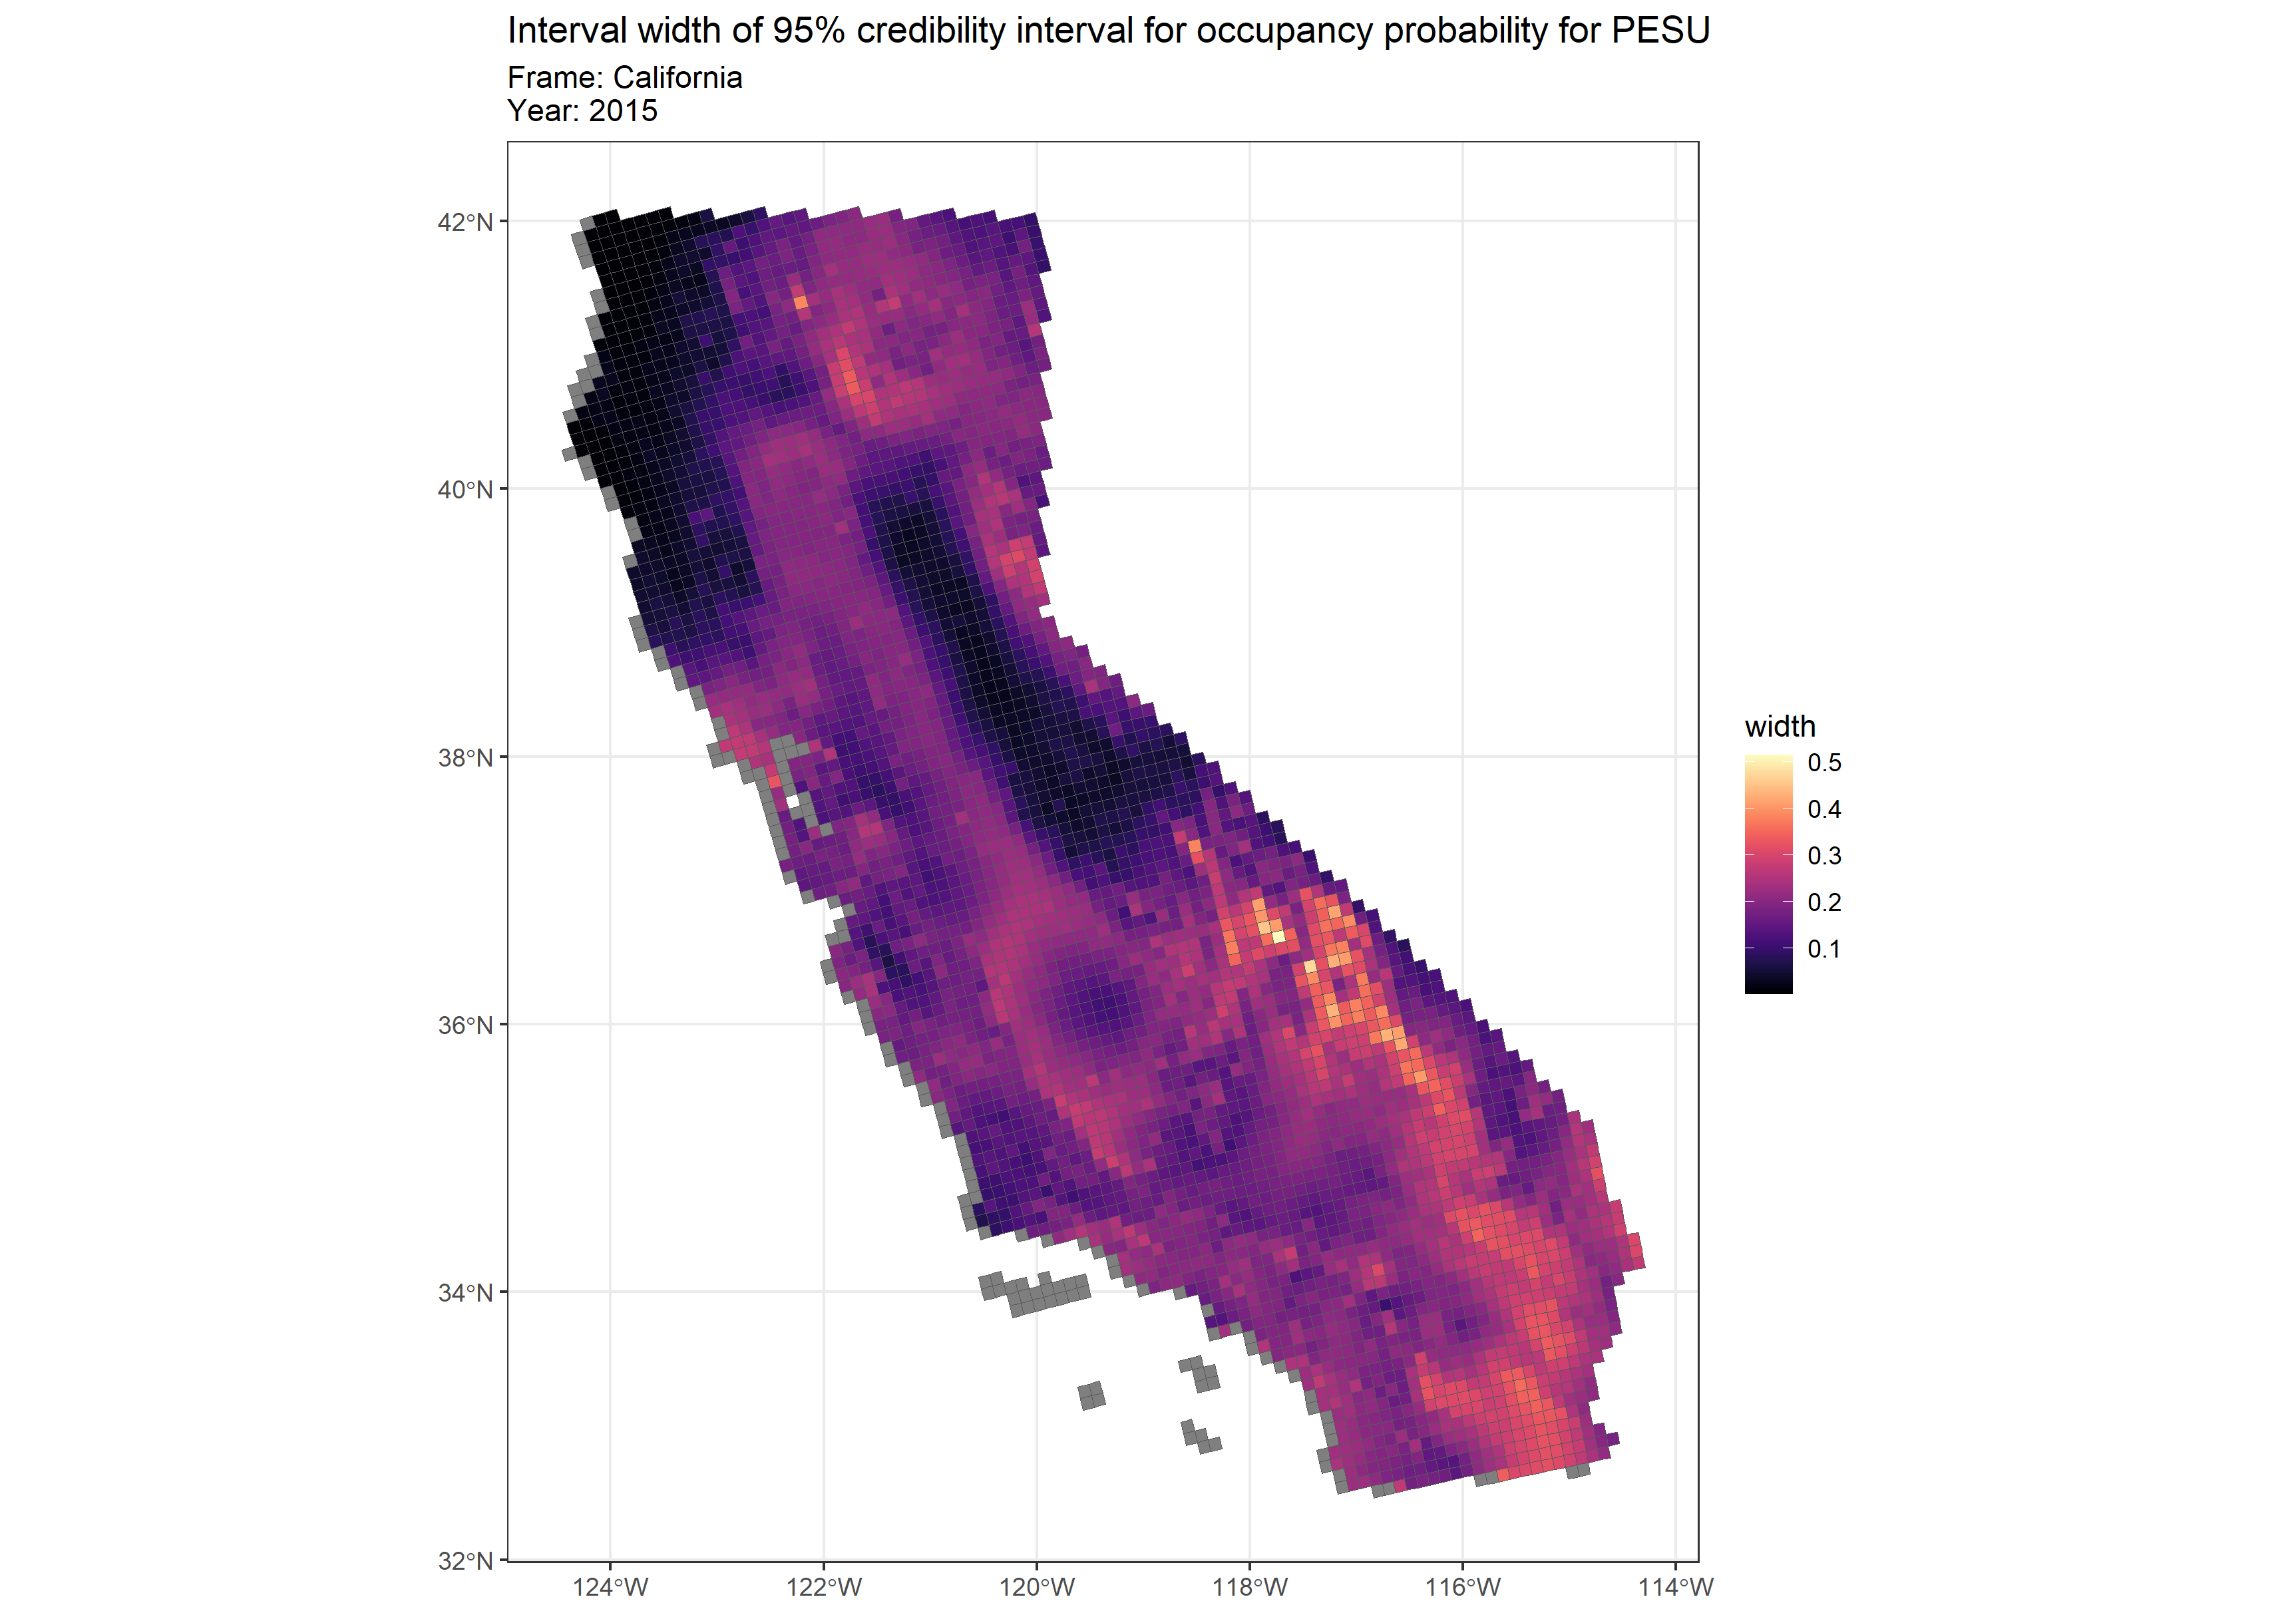 Interval width of 95% credibility interval for occupancy probability for PESU
Frame: California
Year: 2015
42°N
40°N
38°N
36°N
34°N
32°N
124°W
122°W
120°W
118°W
116°W
114°W
width
0.5
0.4
0.3
0.2
0.1